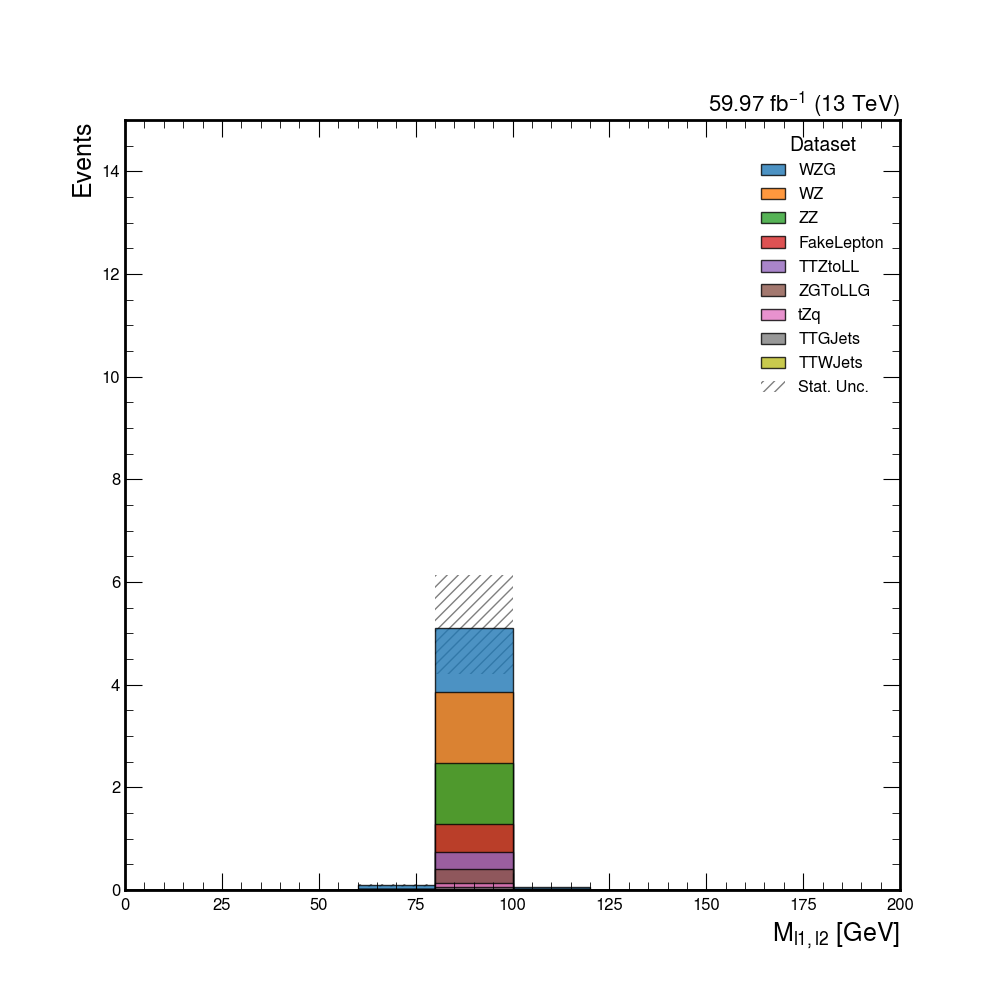 59.97 fb⁻¹ (13 TeV)
Events
Dataset
WZG
WZ
ZZ
FakeLepton
TTZtoLL
ZGToLLG
tZq
TTGJets
TTWJets
Stat. Unc.
14
12
10
8
6
4
2
0
0 25 50 75 100 125 150 175 200
M_{l1, l2} [GeV]